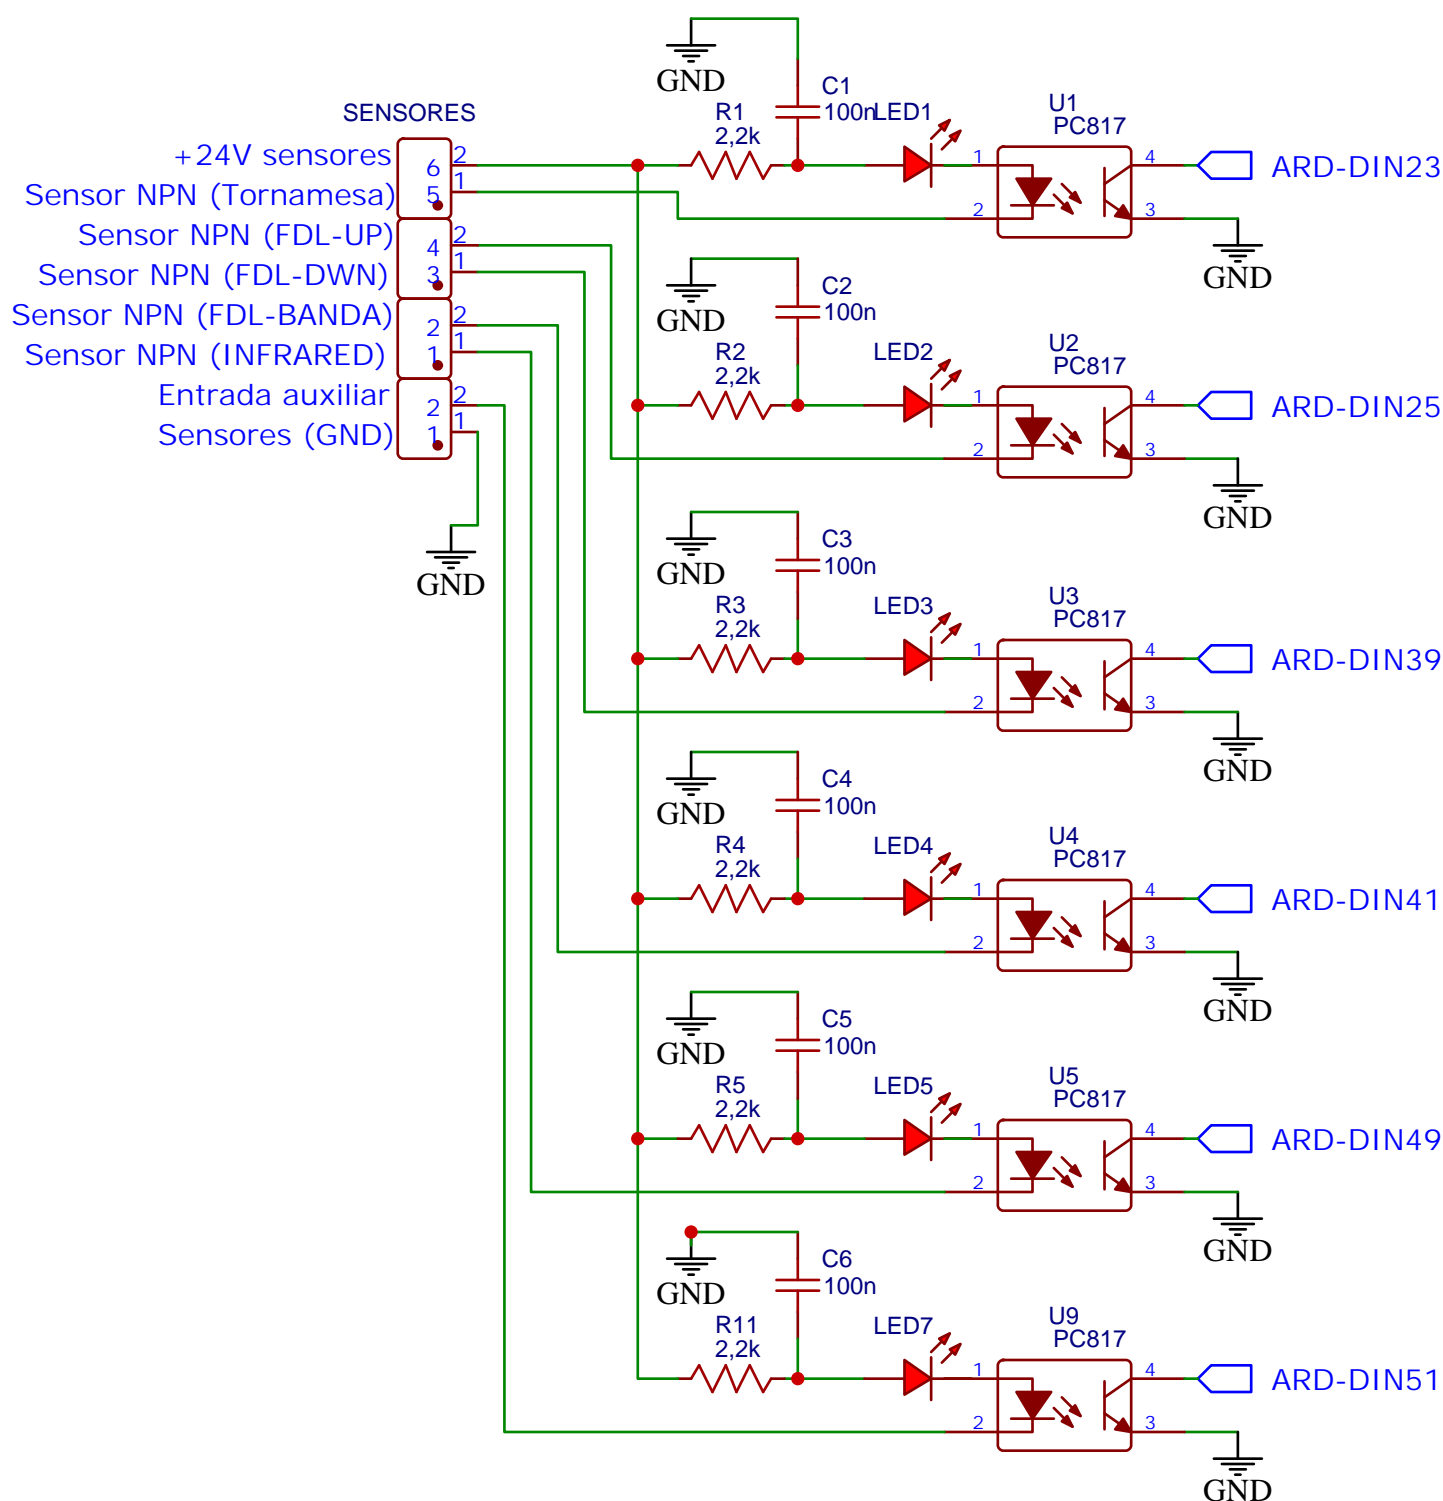 SENSORES
+24V sensores
Sensor NPN (Tornamesa)
Sensor NPN (FDL-UP)
Sensor NPN (FDL-DWN)
Sensor NPN (FDL-BANDA)
Sensor NPN (INFRARED)
Entrada auxiliar
Sensores (GND)
6 2
5 1
4 2
3 1
2 2
1 1
2 2
1 1
GND
GND
C1
100n
R1
2,2k
LED1
U1
PC817
1
2
4
3
ARD-DIN23
GND
GND
C2
100n
R2
2,2k
LED2
U2
PC817
1
2
4
3
ARD-DIN25
GND
GND
C3
100n
R3
2,2k
LED3
U3
PC817
1
2
4
3
ARD-DIN39
GND
GND
C4
100n
R4
2,2k
LED4
U4
PC817
1
2
4
3
ARD-DIN41
GND
GND
C5
100n
R5
2,2k
LED5
U5
PC817
1
2
4
3
ARD-DIN49
GND
GND
C6
100n
R11
2,2k
LED7
U9
PC817
1
2
4
3
ARD-DIN51
GND